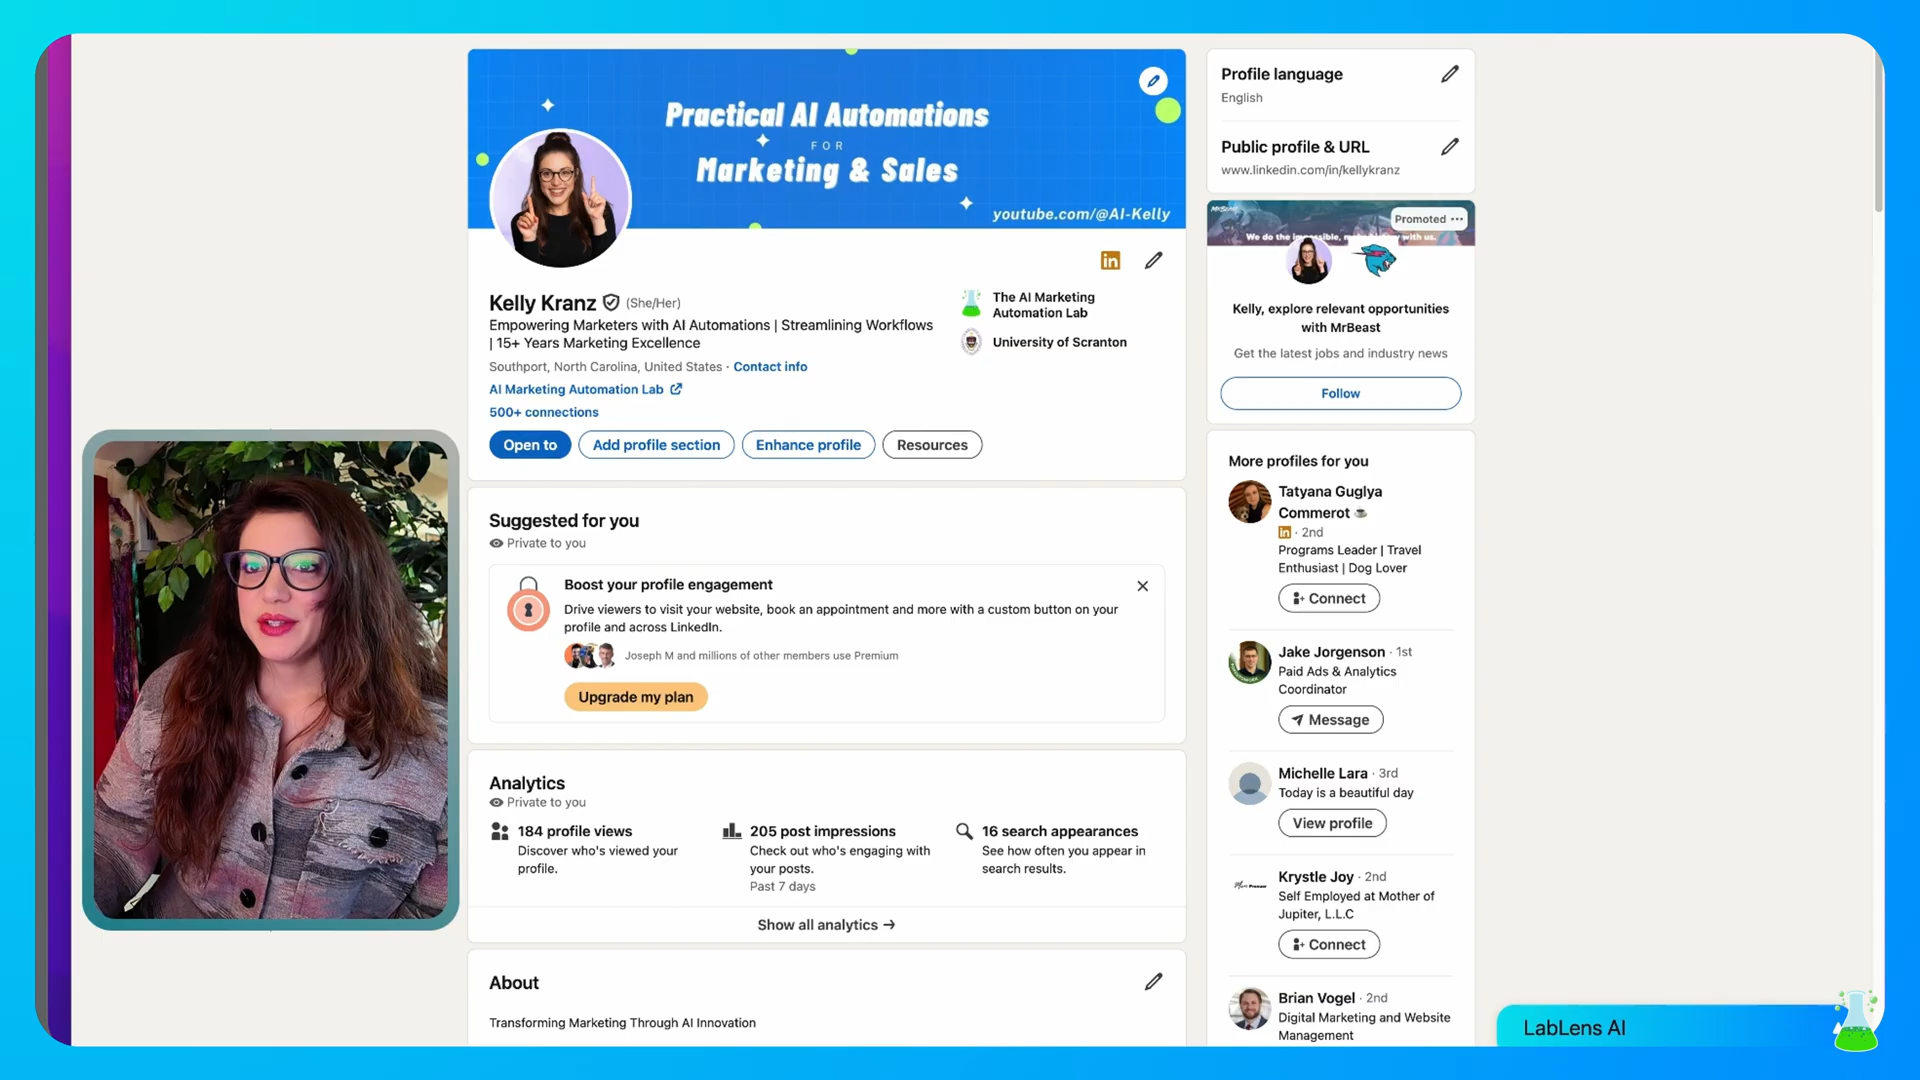 Practical AI Automations
FOR
Marketing & Sales
youtube.com/@AI-Kelly
Kelly Kranz (She/Her)
Empowering Marketers with AI Automations | Streamlining Workflows
| 15+ Years Marketing Excellence
Southport, North Carolina, United States · Contact info
AI Marketing Automation Lab
500+ connections
Open to
Add profile section
Enhance profile
Resources
in
The AI Marketing
Automation Lab
University of Scranton
Suggested for you
Private to you
Boost your profile engagement
Drive viewers to visit your website, book an appointment and more with a custom button on your
profile and across LinkedIn.
Joseph M and millions of other members use Premium
Upgrade my plan
Analytics
Private to you
184 profile views
Discover who's viewed your
profile.
205 post impressions
Check out who's engaging with
your posts.
Past 7 days
16 search appearances
See how often you appear in
search results.
Show all analytics →
About
Transforming Marketing Through AI Innovation
Profile language
English
Public profile & URL
www.linkedin.com/in/kellykranz
MrBeast
Promoted ···
We do the with us.
Kelly, explore relevant opportunities
with MrBeast
Get the latest jobs and industry news
Follow
More profiles for you
Tatyana Guglya
Commerot
in · 2nd
Programs Leader | Travel
Enthusiast | Dog Lover
Connect
Jake Jorgenson · 1st
Paid Ads & Analytics
Coordinator
Message
Michelle Lara · 3rd
Today is a beautiful day
View profile
Krystle Joy · 2nd
Self Employed at Mother of
Jupiter, L.L.C
Connect
Brian Vogel · 2nd
Digital Marketing and Website
Management
LabLens AI